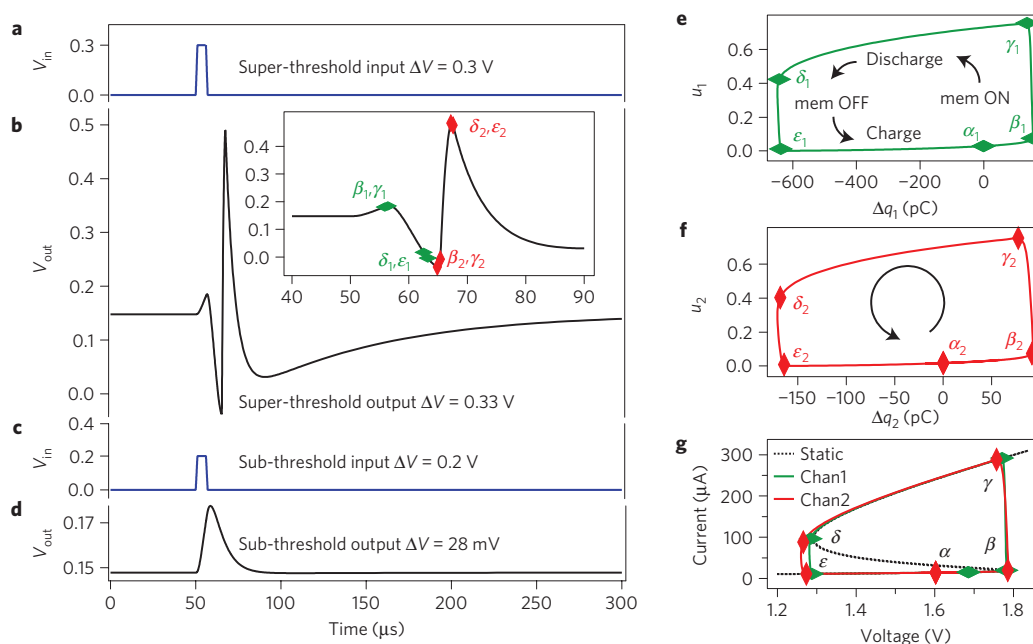 a
V_in
0.3
0.0
Super-threshold input ΔV = 0.3 V
b
V_out
0.5
0.4
0.3
0.2
0.1
0.0
0.4
0.3
0.2
0.1
0.0
β₁,γ₁
δ₁,ε₁
δ₂,ε₂
β₂,γ₂
40 50 60 70 80 90
Super-threshold output ΔV = 0.33 V
c
V_in
0.4
0.2
0.0
Sub-threshold input ΔV = 0.2 V
d
V_out
0.17
0.15
Sub-threshold output ΔV = 28 mV
0 50 100 150 200 250 300
Time (μs)
e
u₁
0.6
0.4
0.2
0.0
γ₁
δ₁
Discharge
mem OFF
mem ON
ε₁
Charge
α₁
β₁
−600 −400 −200 0
Δq₁ (pC)
f
u₂
0.6
0.4
0.2
0.0
γ₂
δ₂
ε₂
α₂
β₂
−150 −100 −50 0 50
Δq₂ (pC)
g
Current (μA)
300
200
100
0
Static
Chan1
Chan2
γ
δ
ε
α
β
1.2 1.4 1.6 1.8
Voltage (V)